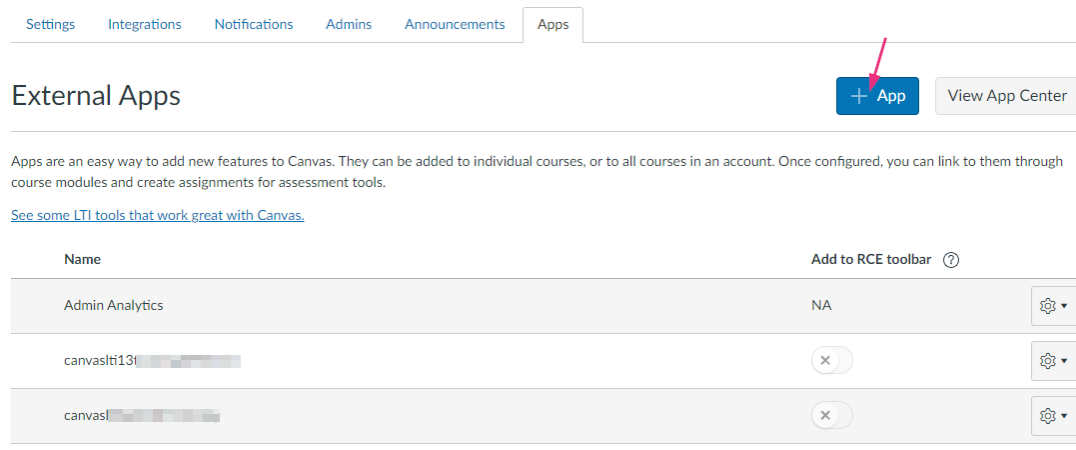 Settings Integrations Notifications Admins Announcements Apps
External Apps
+ App View App Center
Apps are an easy way to add new features to Canvas. They can be added to individual courses, or to all courses in an account. Once configured, you can link to them through
course modules and create assignments for assessment tools.
See some LTI tools that work great with Canvas.
Name Add to RCE toolbar ?
Admin Analytics NA